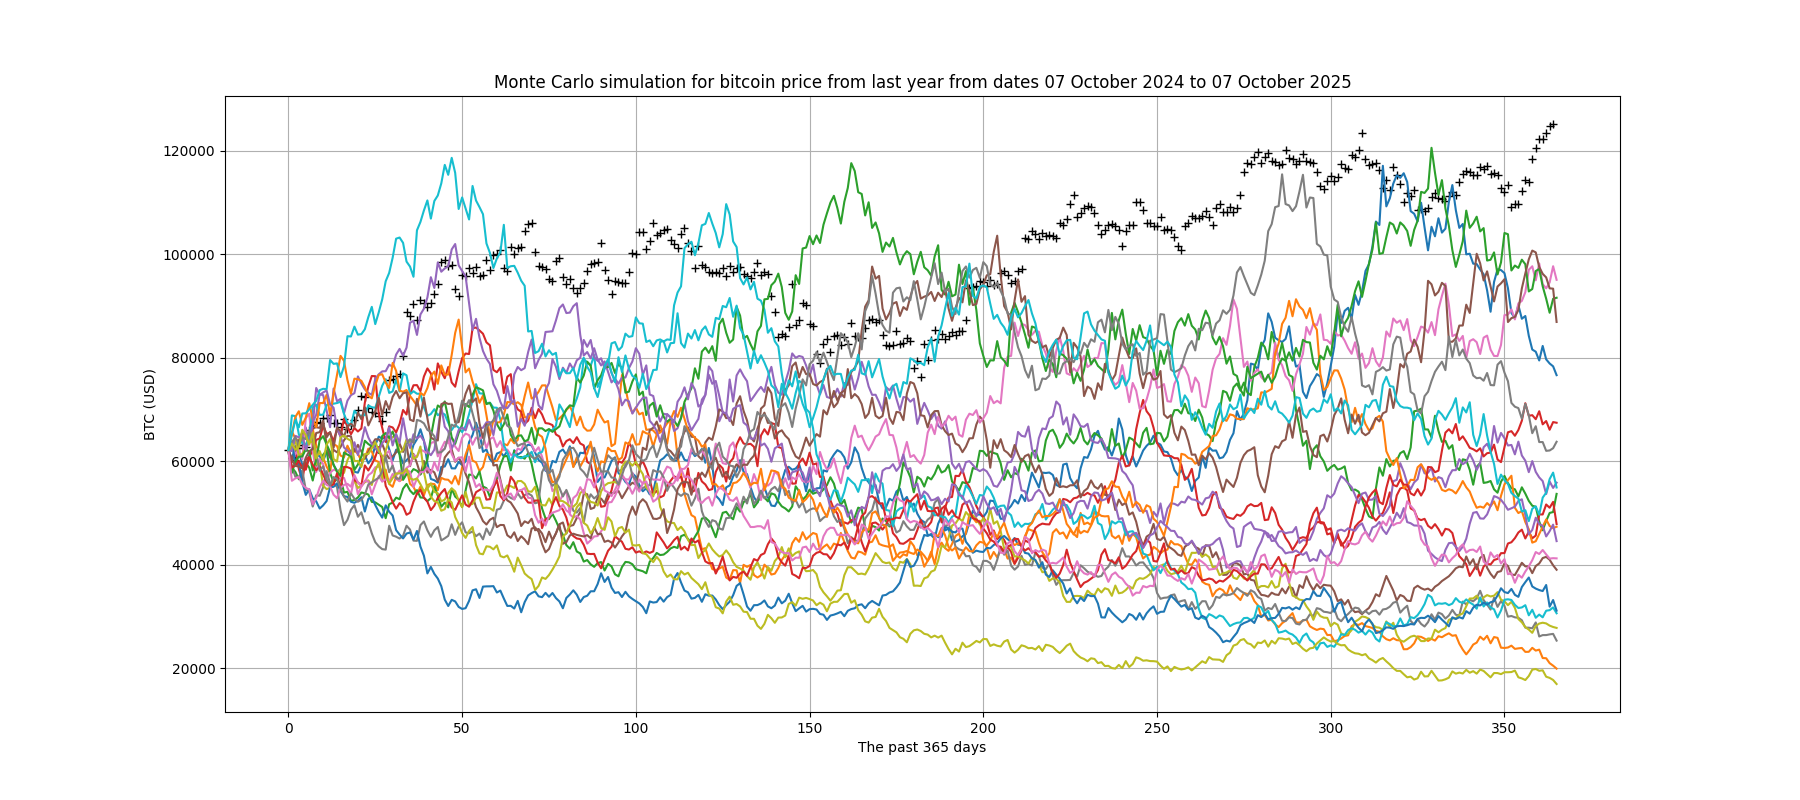 Monte Carlo simulation for bitcoin price from last year from dates 07 October 2024 to 07 October 2025
120000
100000
80000
60000
40000
20000
BTC (USD)
0 50 100 150 200 250 300 350
The past 365 days